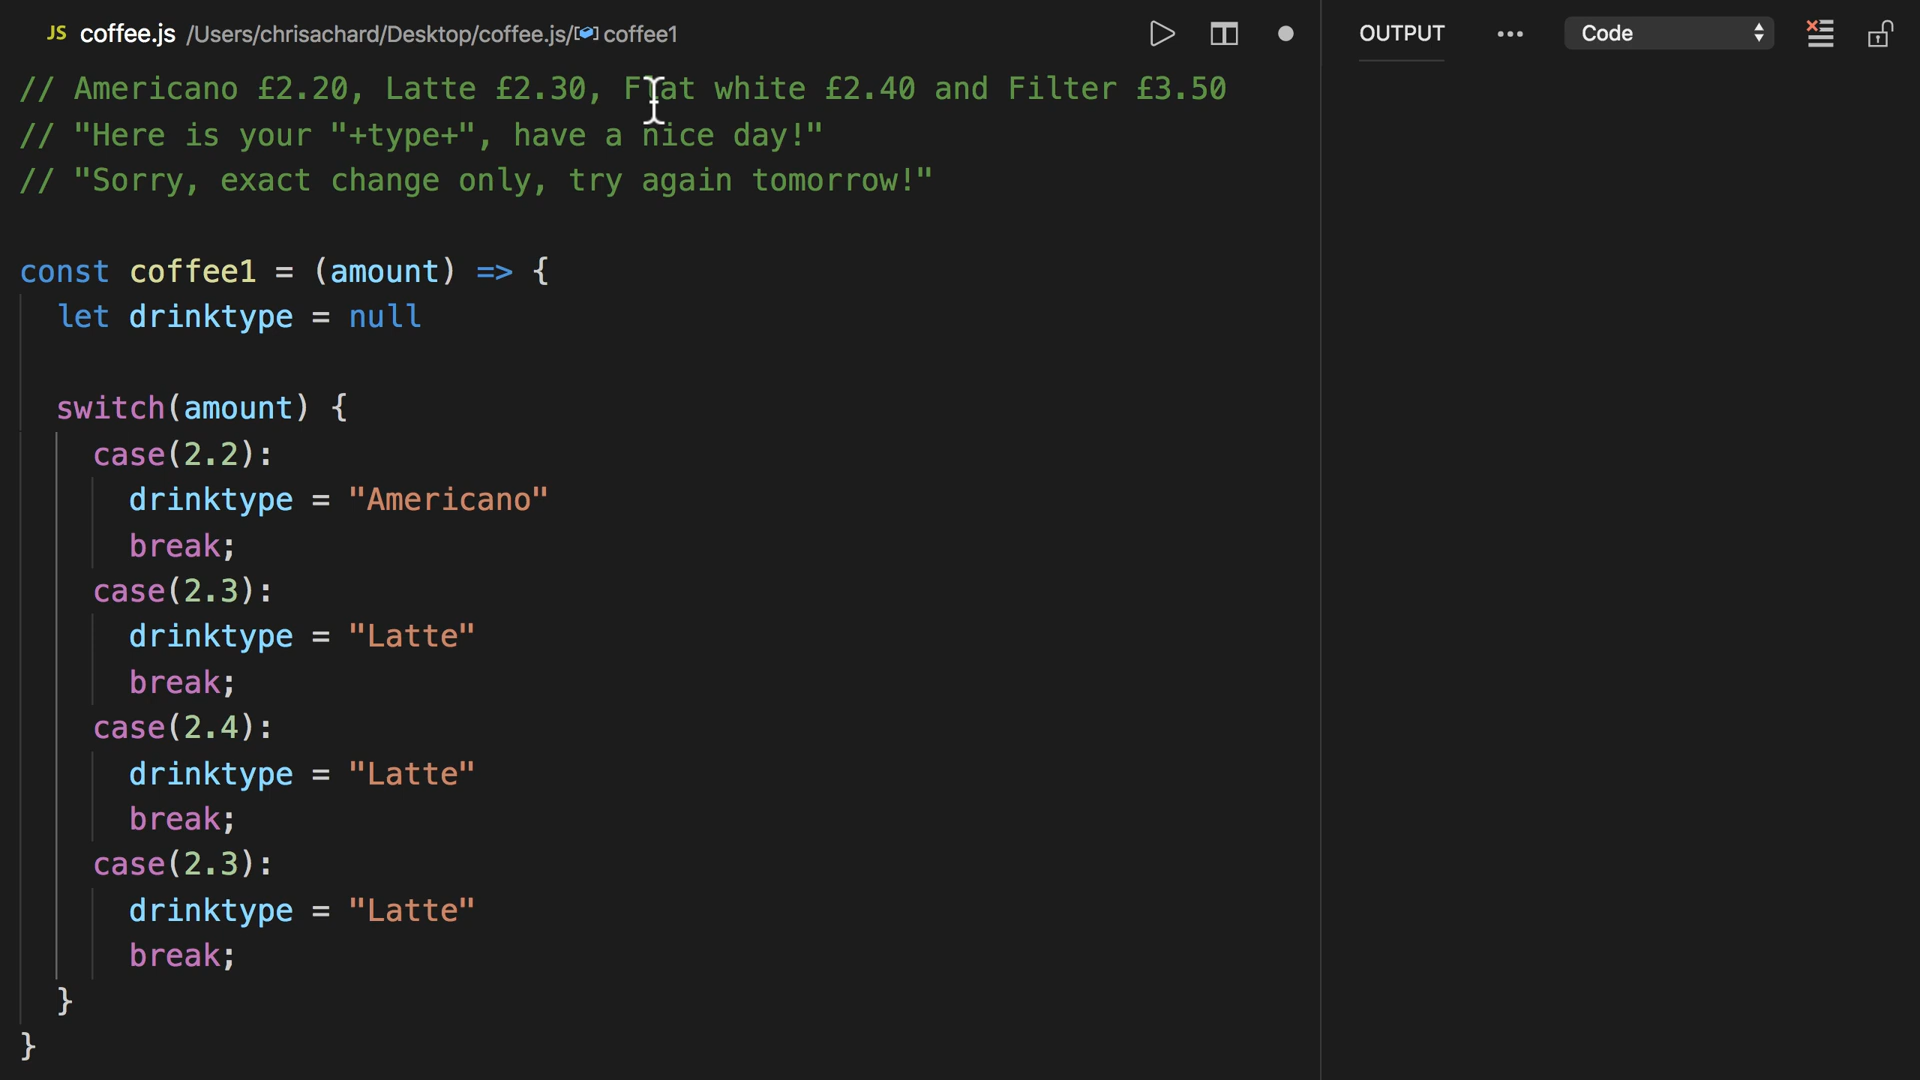 JS coffee.js /Users/chrisachard/Desktop/coffee.js/ coffee1
// Americano £2.20, Latte £2.30, Flat white £2.40 and Filter £3.50
// "Here is your "+type+", have a nice day!"
// "Sorry, exact change only, try again tomorrow!"
const coffee1 = (amount) => {
let drinktype = null
switch(amount) {
case(2.2):
drinktype = "Americano"
break;
case(2.3):
drinktype = "Latte"
break;
case(2.4):
drinktype = "Latte"
break;
case(2.3):
drinktype = "Latte"
break;
}
}
OUTPUT
Code